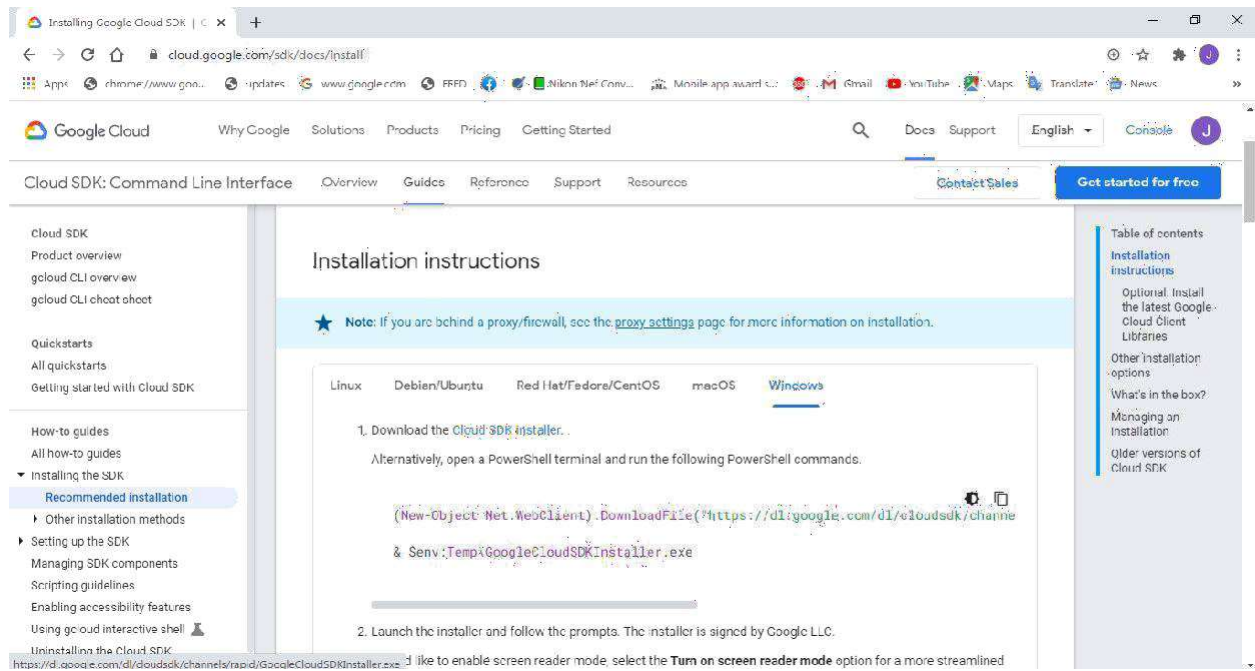 Installing Google Cloud SDK | C
cloud.google.com/sdk/docs/install
Apps chrome://www.goo... updates www.google.com FRFD Nikon Nef Conv... Mobile app award s... Gmail YouTube Maps Translate News »
Google Cloud Why Google Solutions Products Pricing Getting Started Docs Support English Console J
Cloud SDK: Command Line Interface Overview Guides Reference Support Resources Contact Sales Get started for free
Cloud SDK
Product overview
gcloud CLI overview
gcloud CLI cheat sheet
Quickstarts
All quickstarts
Getting started with Cloud SDK
How-to guides
All how-to guides
Installing the SDK
Recommended installation
Other installation methods
Setting up the SDK
Managing SDK components
Scripting guidelines
Enabling accessibility features
Using gcloud interactive shell
Uninstalling the Cloud SDK
Installation instructions
Note: If you are behind a proxy/firewall, see the proxy settings page for more information on installation.
Linux Debian/Ubuntu Red Hat/Fedora/CentOS macOS Windows
1. Download the Cloud SDK installer.
Alternatively, open a PowerShell terminal and run the following PowerShell commands.
(New-Object Net.WebClient).DownloadFile("https://dl.google.com/dl/cloudsdk/channe
& $env:Temp\GoogleCloudSDKInstaller.exe
2. Launch the installer and follow the prompts. The installer is signed by Google LLC.
like to enable screen reader mode, select the Turn on screen reader mode option for a more streamlined
Table of contents
Installation
instructions
Optional. Install
the latest Google
Cloud Client
Libraries
Other installation
options
What's in the box?
Managing an
installation
Older versions of
Cloud SDK
https://dl.google.com/dl/cloudsdk/channels/rapid/GoogleCloudSDKInstaller.exe